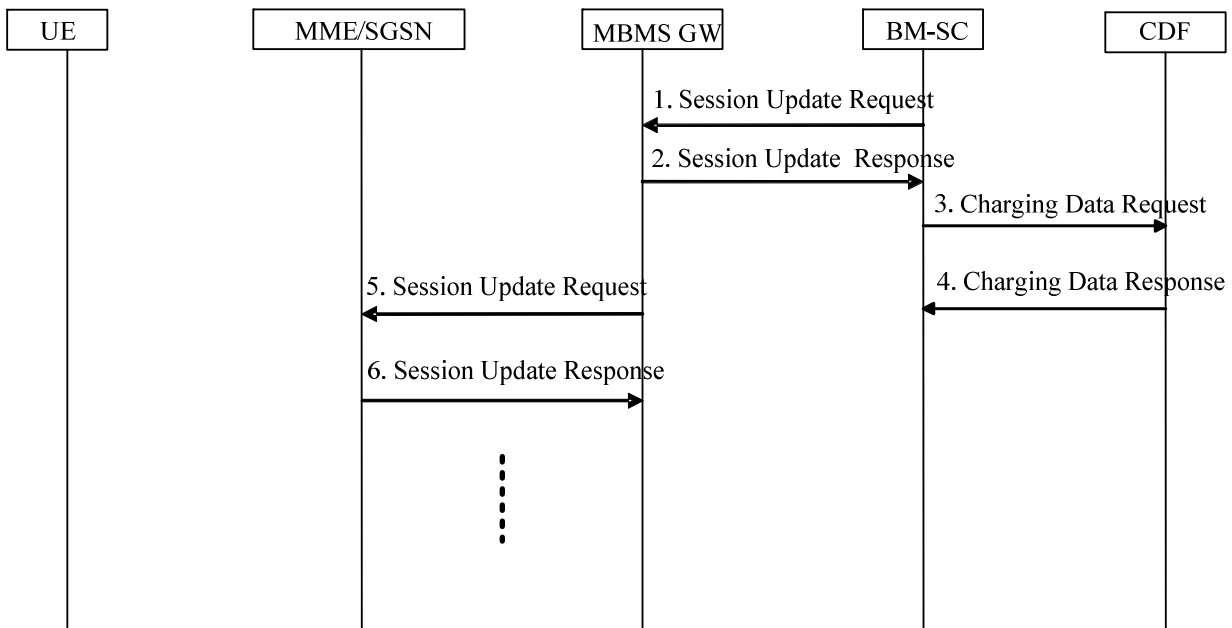 UE
MME/SGSN
MBMS GW
BM-SC
CDF
1. Session Update Request
2. Session Update Response
3. Charging Data Request
4. Charging Data Response
5. Session Update Request
6. Session Update Response